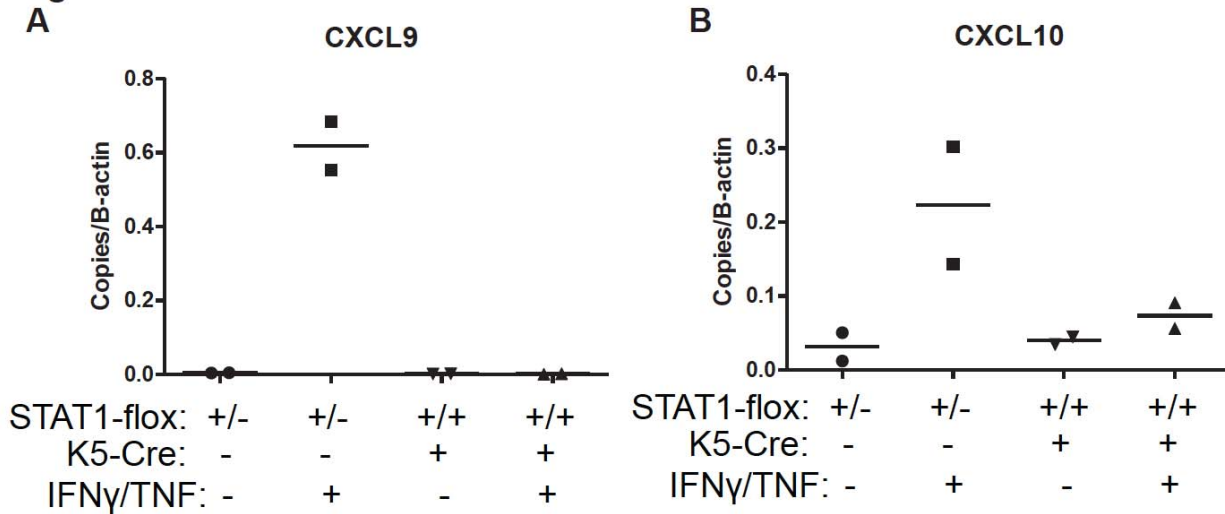 A
CXCL9
Copies/B-actin
0.8
0.6
0.4
0.2
0.0
STAT1-flox: +/- +/- +/+ +/+
K5-Cre: - - + +
IFNγ/TNF: - + - +
B
CXCL10
Copies/B-actin
0.4
0.3
0.2
0.1
0.0
STAT1-flox: +/- +/- +/+ +/+
K5-Cre: - - + +
IFNγ/TNF: - + - +